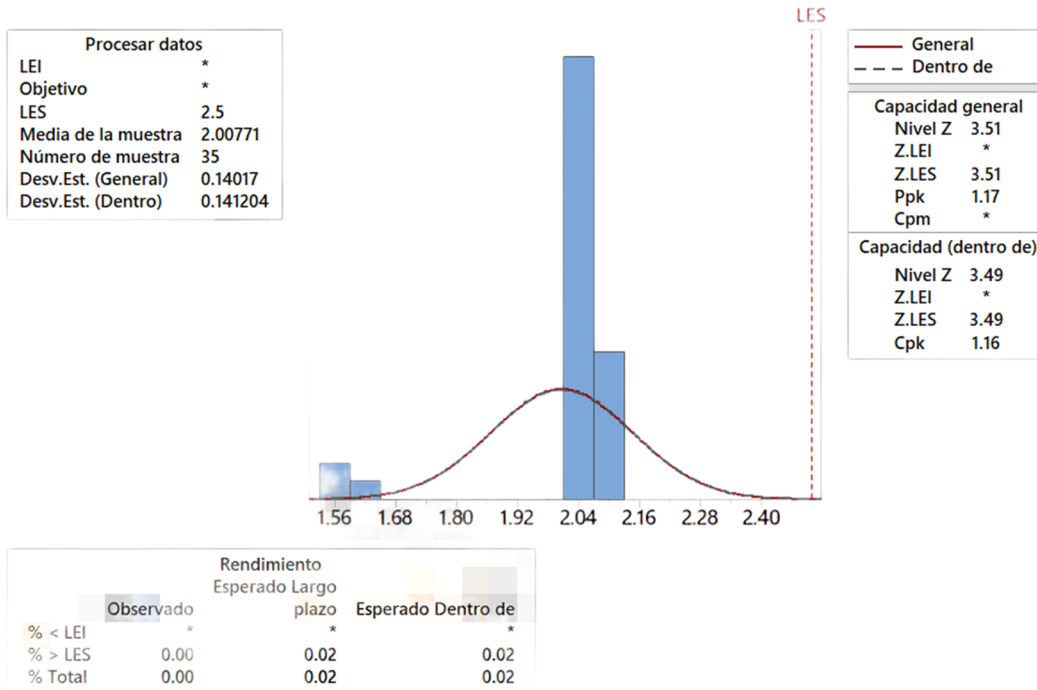 LES
Procesar datos
LEI *
Objetivo *
LES 2.5
Media de la muestra 2.00771
Número de muestra 35
Desv.Est. (General) 0.14017
Desv.Est. (Dentro) 0.141204
General
Dentro de
Capacidad general
Nivel Z 3.51
Z.LEI *
Z.LES 3.51
Ppk 1.17
Cpm *
Capacidad (dentro de)
Nivel Z 3.49
Z.LEI *
Z.LES 3.49
Cpk 1.16
1.56 1.68 1.80 1.92 2.04 2.16 2.28 2.40
Rendimiento
Esperado Largo
Observado plazo Esperado Dentro de
% < LEI * * *
% > LES 0.00 0.02 0.02
% Total 0.00 0.02 0.02